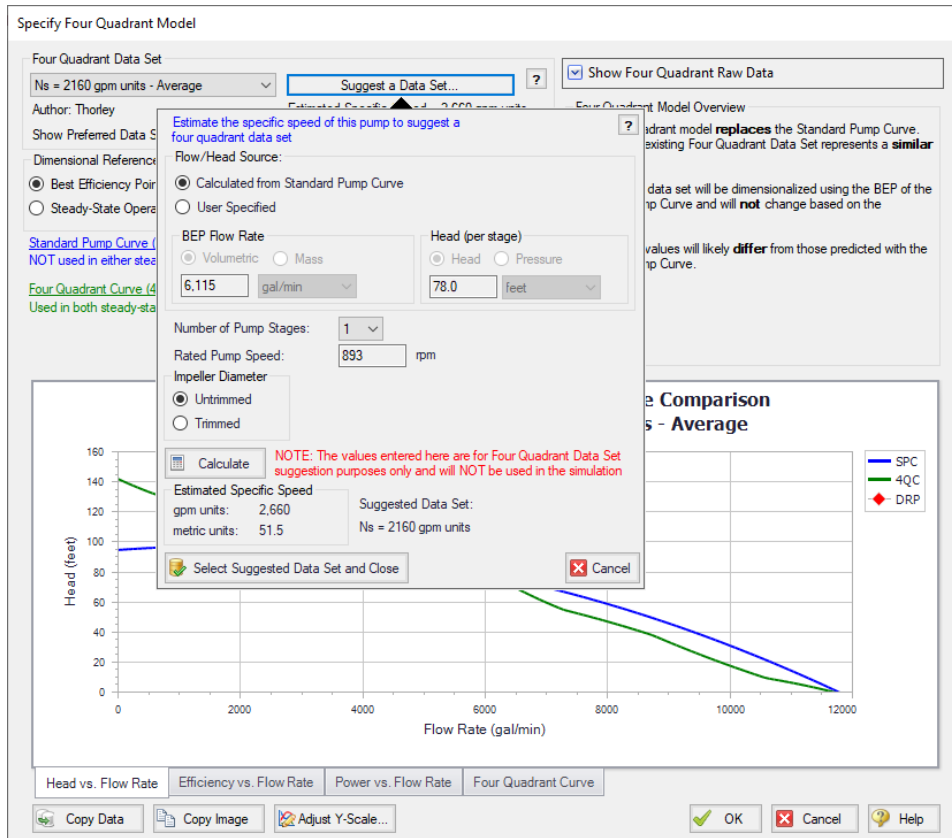 Specify Four Quadrant Model
Four Quadrant Data Set
Ns = 2160 gpm units - Average
Suggest a Data Set...
?
Author: Thorley
Show Preferred Data S
Dimensional Reference
Best Efficiency Poin
Steady-State Opera
Standard Pump Curve (
NOT used in either stea
Four Quadrant Curve (4
Used in both steady-sta
Show Four Quadrant Raw Data
Four Quadrant Model Overview
adrant model replaces the Standard Pump Curve.
existing Four Quadrant Data Set represents a similar
data set will be dimensionalized using the BEP of the
p Curve and will not change based on the
values will likely differ from those predicted with the
p Curve.
Estimate the specific speed of this pump to suggest a
four quadrant data set
?
Flow/Head Source:
Calculated from Standard Pump Curve
User Specified
BEP Flow Rate
Volumetric Mass
6,115 gal/min
Head (per stage)
Head Pressure
78.0 feet
Number of Pump Stages: 1
Rated Pump Speed: 893 rpm
Impeller Diameter
Untrimmed
Trimmed
Calculate
NOTE: The values entered here are for Four Quadrant Data Set
suggestion purposes only and will NOT be used in the simulation
Estimated Specific Speed
gpm units: 2,660
metric units: 51.5
Suggested Data Set:
Ns = 2160 gpm units
Select Suggested Data Set and Close
Cancel
e Comparison
s - Average
160
140
120
100
80
60
40
20
0
Head (feet)
0 2000 4000 6000 8000 10000 12000
Flow Rate (gal/min)
SPC
4QC
DRP
Head vs. Flow Rate Efficiency vs. Flow Rate Power vs. Flow Rate Four Quadrant Curve
Copy Data Copy Image Adjust Y-Scale... OK Cancel Help